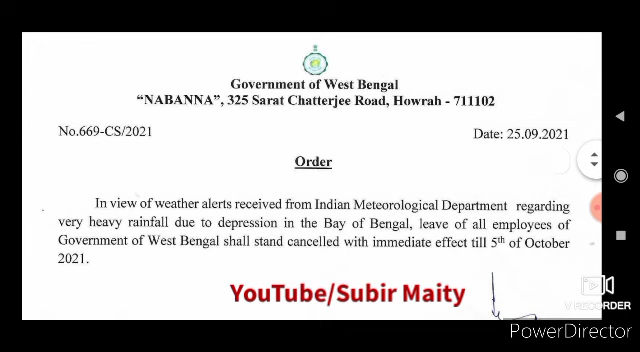 Government of West Bengal
"NABANNA", 325 Sarat Chatterjee Road, Howrah - 711102
No.669-CS/2021
Date: 25.09.2021
Order
In view of weather alerts received from Indian Meteorological Department regarding
very heavy rainfall due to depression in the Bay of Bengal, leave of all employees of
Government of West Bengal shall stand cancelled with immediate effect till 5th of October
2021.
YouTube/Subir Maity
V RECORDER
PowerDirector